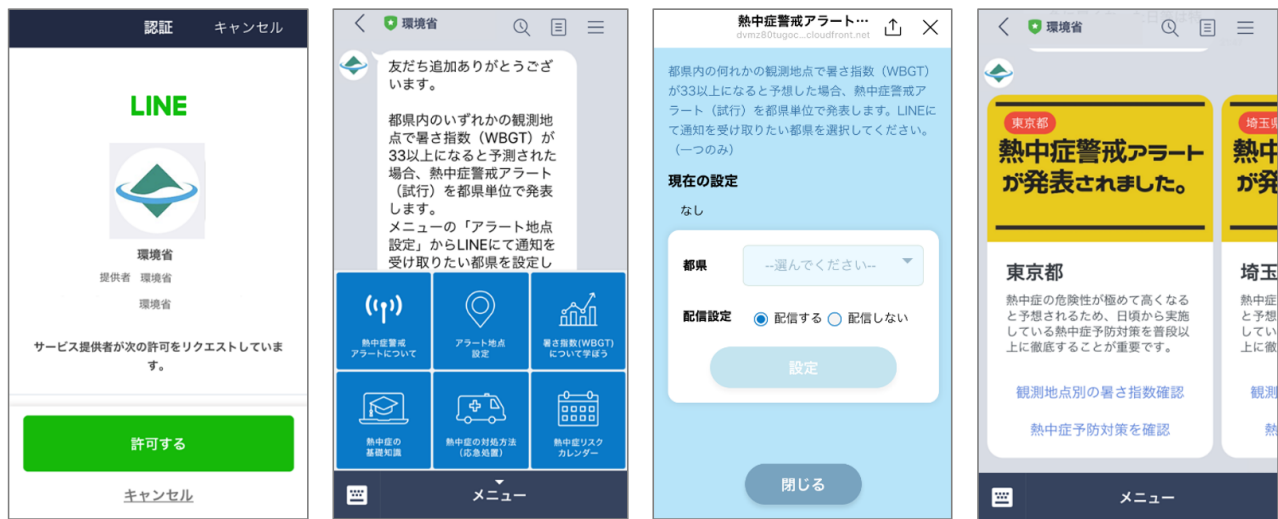 認証
キャンセル
LINE
環境省
提供者 環境省
環境省
サービス提供者が次の許可をリクエストしていま
す。
許可する
キャンセル
環境省
友だち追加ありがとうござ
います。
都県内のいずれかの観測地
点で暑さ指数（WBGT）が
33以上になると予測された
場合、熱中症警戒アラート
（試行）を都県単位で発表
します。
メニューの「アラート地点
設定」からLINEにて通知を
受け取りたい都県を設定し
熱中症警戒
アラートについて
アラート地点
設定
暑さ指数(WBGT)
について学ぼう
熱中症の
基礎知識
熱中症の対処方法
（応急処置）
熱中症リスク
カレンダー
メニュー
熱中症警戒アラート…
dvmz80tugoc...cloudfront.net
都県内の何れかの観測地点で暑さ指数（WBGT）
が33以上になると予想した場合、熱中症警戒ア
ラート（試行）を都県単位で発表します。LINEに
て通知を受け取りたい都県を選択してください。
（一つのみ）
現在の設定
なし
都県
--選んでください--
配信設定
配信する
配信しない
設定
閉じる
環境省
東京都
熱中症警戒アラート
が発表されました。
東京都
熱中症の危険性が極めて高くなる
と予想されるため、日頃から実施
している熱中症予防対策を普段以
上に徹底することが重要です。
観測地点別の暑さ指数確認
熱中症予防対策を確認
埼玉
熱中
が発
埼玉
熱中症
と予想
してい
上に徹
観測
熱
メニュー